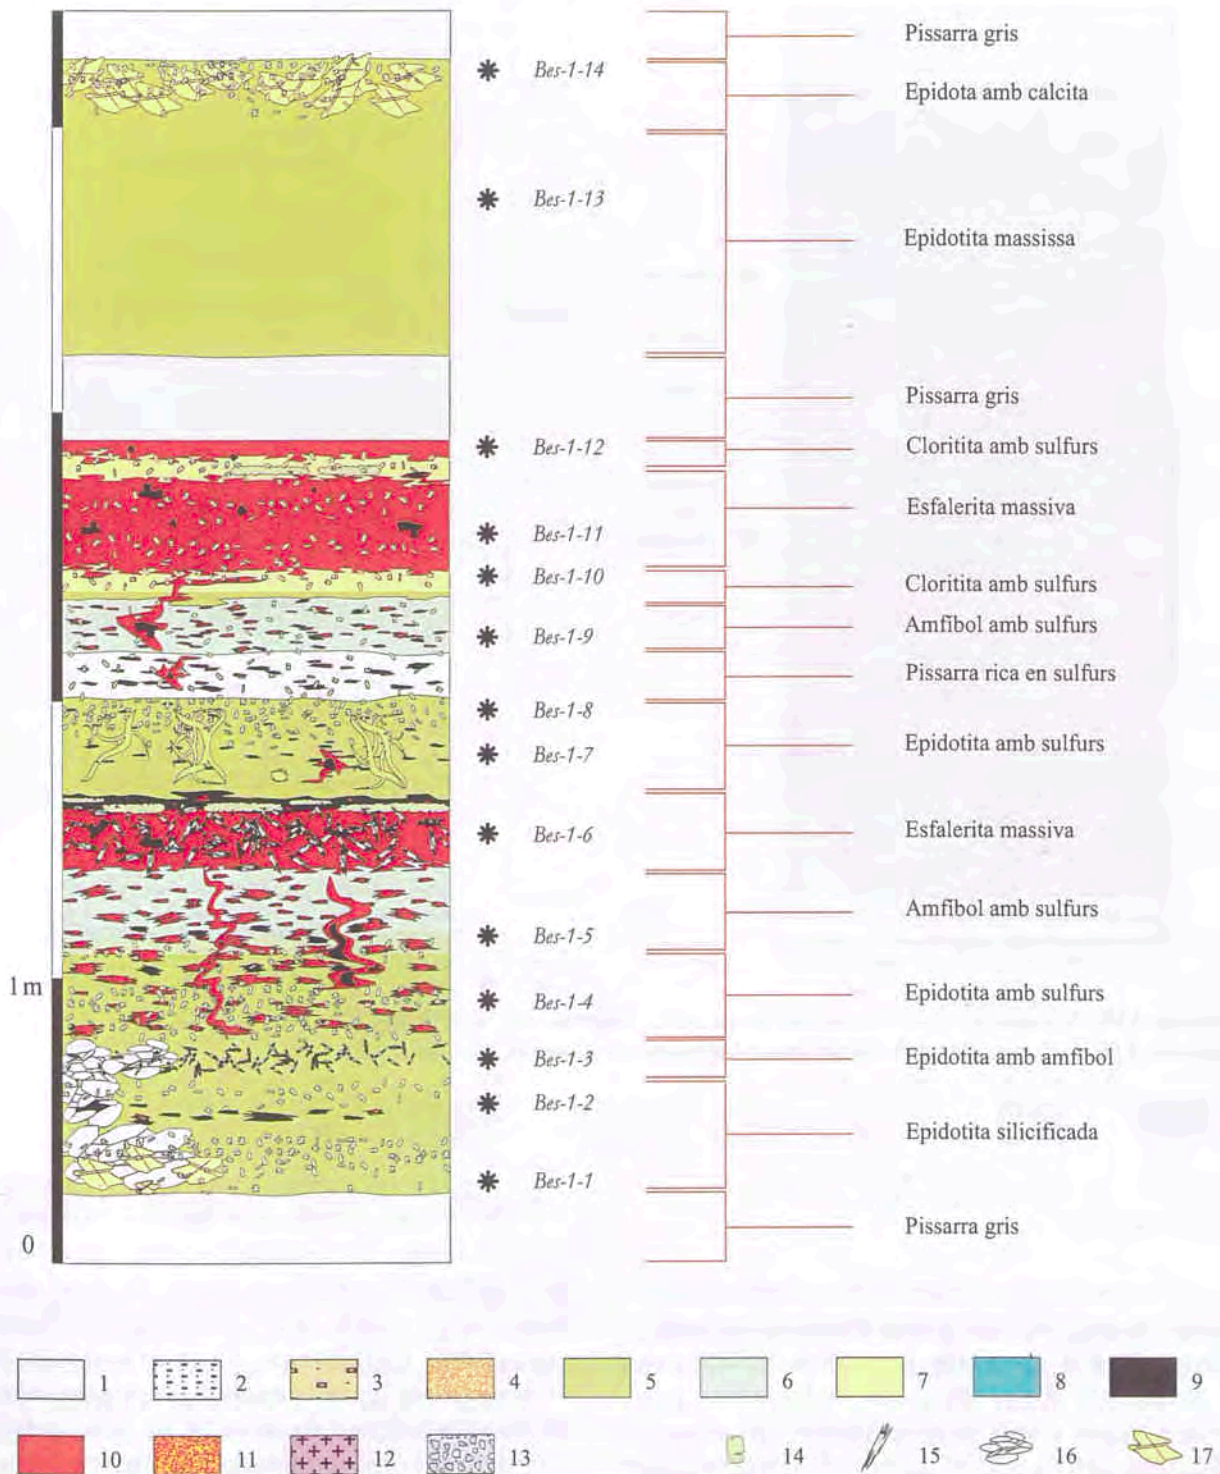 Pissarra gris
Bes-1-14
Epidota amb calcita
Bes-1-13
Epidotita massissa
Pissarra gris
Bes-1-12
Cloritita amb sulfurs
Esfalerita massiva
Bes-1-11
Bes-1-10
Cloritita amb sulfurs
Amfíbol amb sulfurs
Bes-1-9
Pissarra rica en sulfurs
Bes-1-8
Epidotita amb sulfurs
Bes-1-7
Bes-1-6
Esfalerita massiva
Amfíbol amb sulfurs
Bes-1-5
1m
Bes-1-4
Epidotita amb sulfurs
Bes-1-3
Epidotita amb amfíbol
Bes-1-2
Epidotita silicificada
Bes-1-1
Pissarra gris
0
1 2 3 4 5 6 7 8 9
10 11 12 13 14 15 16 17